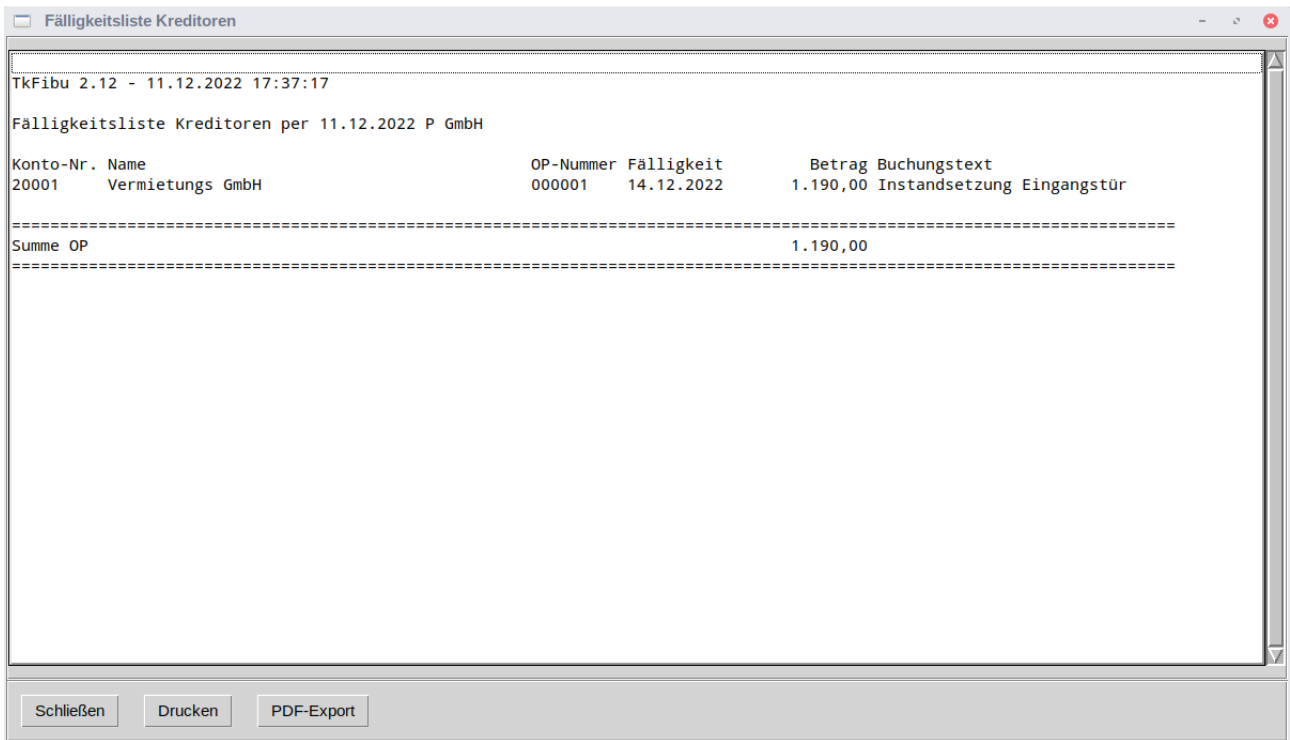 Fälligkeitsliste Kreditoren
TkFibu 2.12 - 11.12.2022 17:37:17
Fälligkeitsliste Kreditoren per 11.12.2022 P GmbH
Konto-Nr. Name OP-Nummer Fälligkeit Betrag Buchungstext
20001 Vermietungs GmbH 000001 14.12.2022 1.190,00 Instandsetzung Eingangstür
=========================================================================================================================
Summe OP 1.190,00
=========================================================================================================================
Schließen Drucken PDF-Export